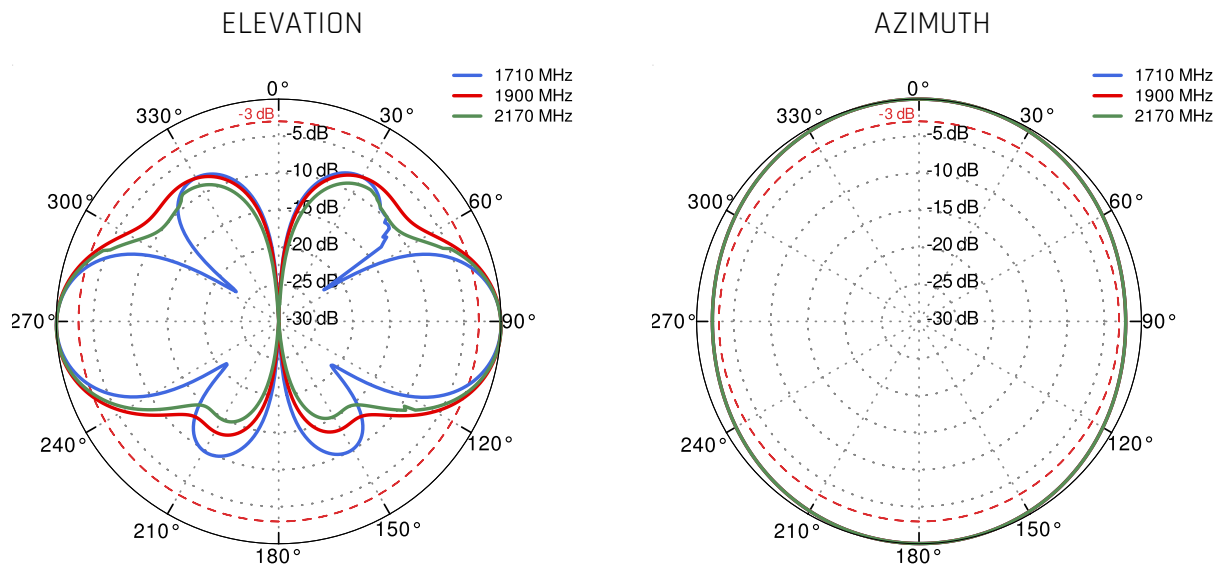 ELEVATION
1710 MHz
1900 MHz
2170 MHz
0°
330°
-3 dB
30°
-5 dB
-10 dB
300°
-15 dB
60°
-20 dB
-25 dB
270°
-30 dB
90°
240°
120°
210°
150°
180°
AZIMUTH
1710 MHz
1900 MHz
2170 MHz
0°
330°
-3 dB
30°
-5 dB
-10 dB
300°
-15 dB
60°
-20 dB
-25 dB
270°
-30 dB
90°
240°
120°
210°
150°
180°